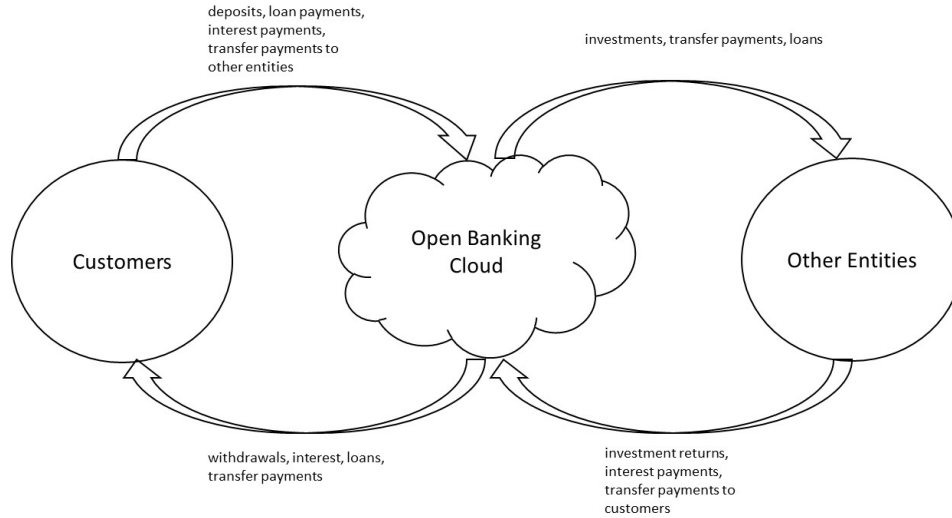 deposits, loan payments,
interest payments,
transfer payments to
other entities
investments, transfer payments, loans
Customers
Open Banking
Cloud
Other Entities
withdrawals, interest, loans,
transfer payments
investment returns,
interest payments,
transfer payments to
customers